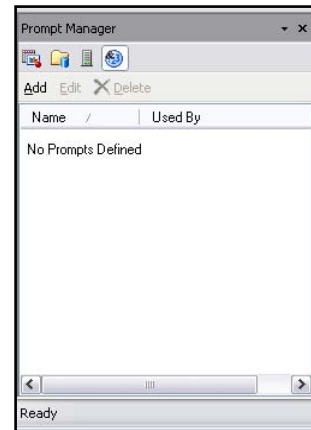 Prompt Manager
Add Edit Delete
Name / Used By
No Prompts Defined
Ready